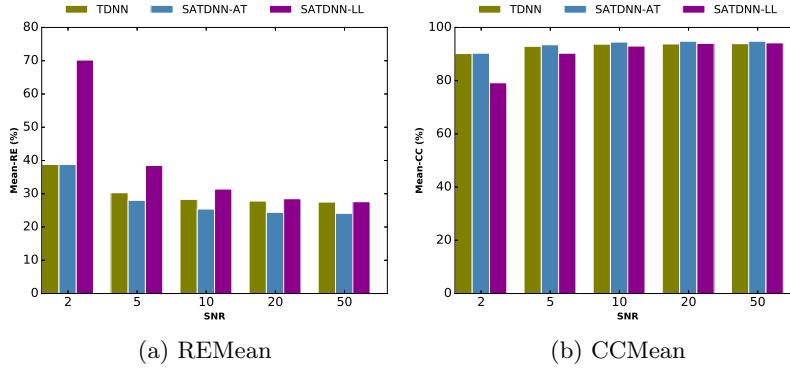 TDNN SATDNN-AT SATDNN-LL
80
70
60
50
40
30
20
10
0
Mean-RE (%)
2 5 10 20 50
SNR
(a) REMean
TDNN SATDNN-AT SATDNN-LL
100
80
60
40
20
0
Mean-CC (%)
2 5 10 20 50
SNR
(b) CCMean